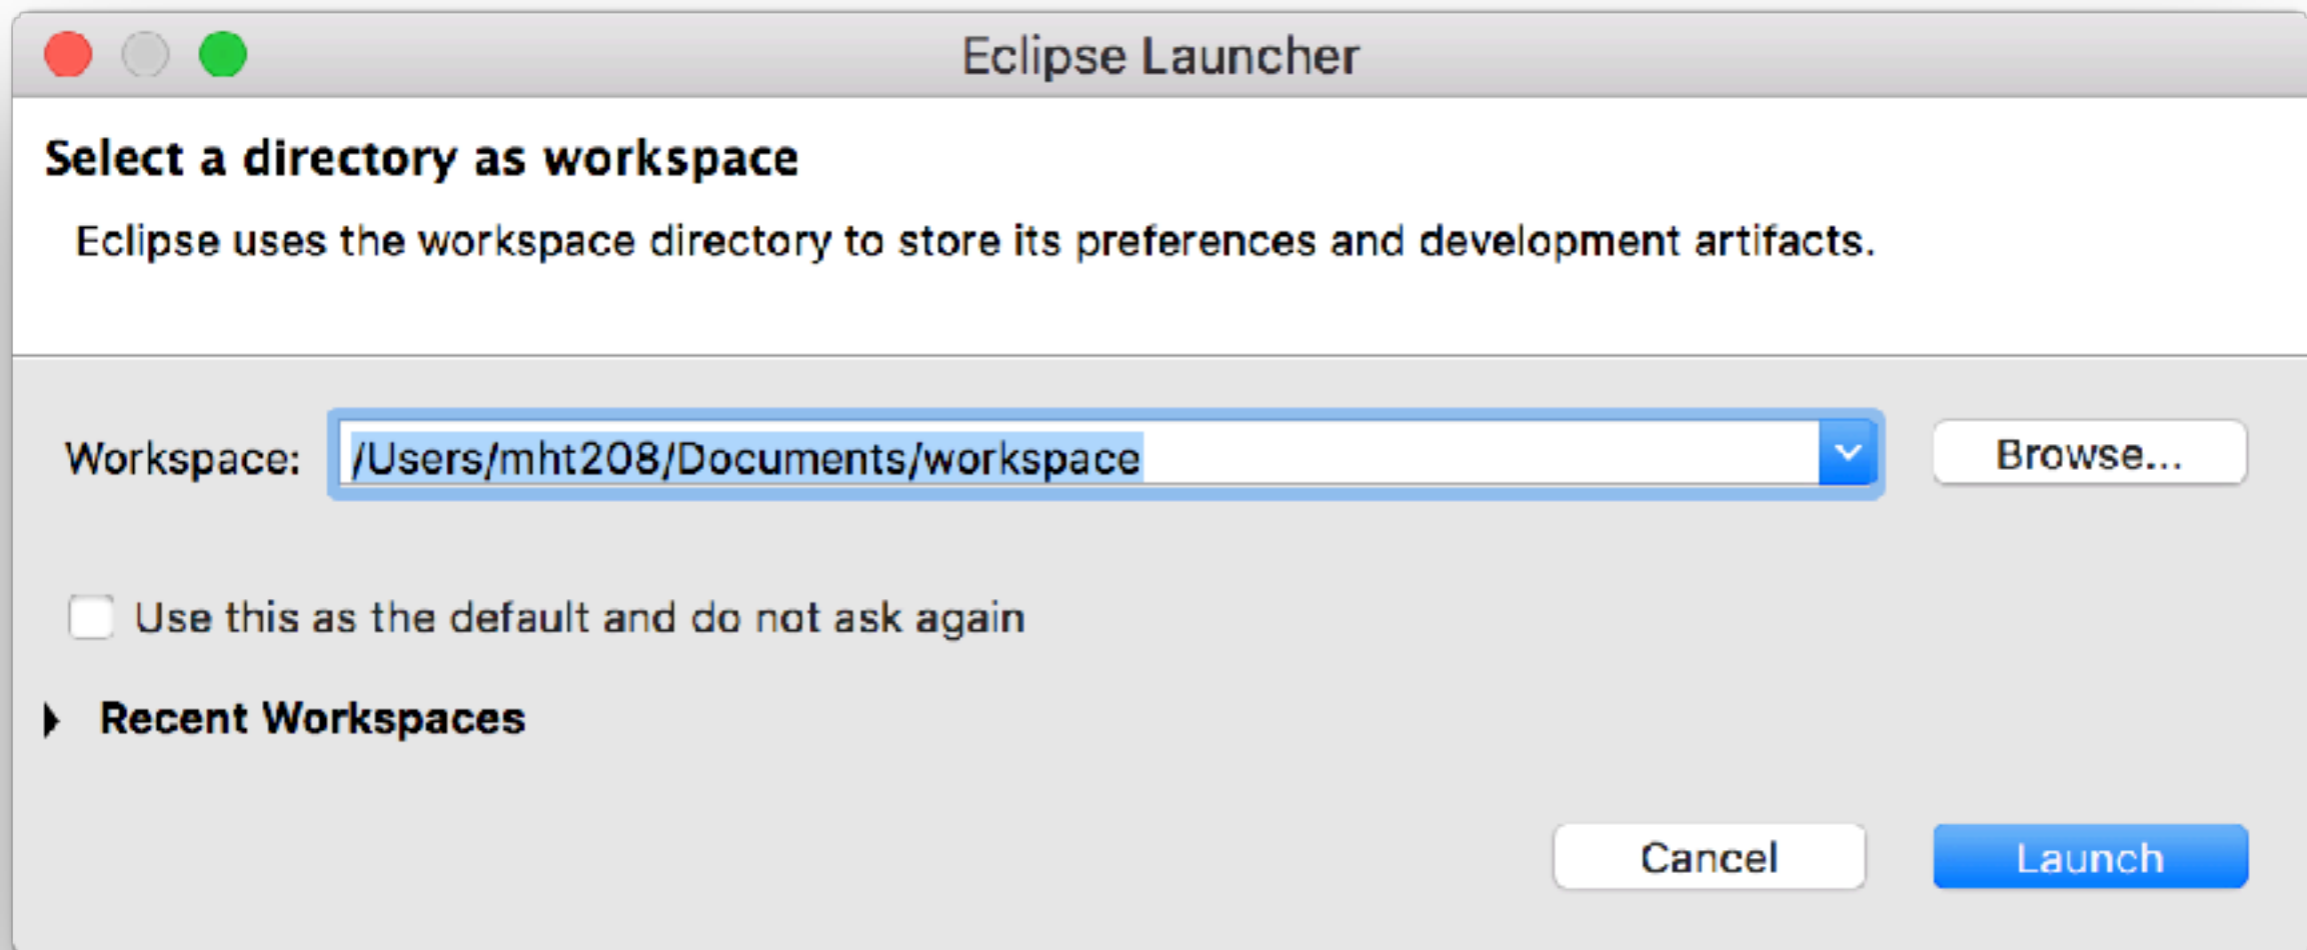 Eclipse Launcher
Select a directory as workspace
Eclipse uses the workspace directory to store its preferences and development artifacts.
Workspace: /Users/mht208/Documents/workspace Browse...
Use this as the default and do not ask again
Recent Workspaces
Cancel Launch